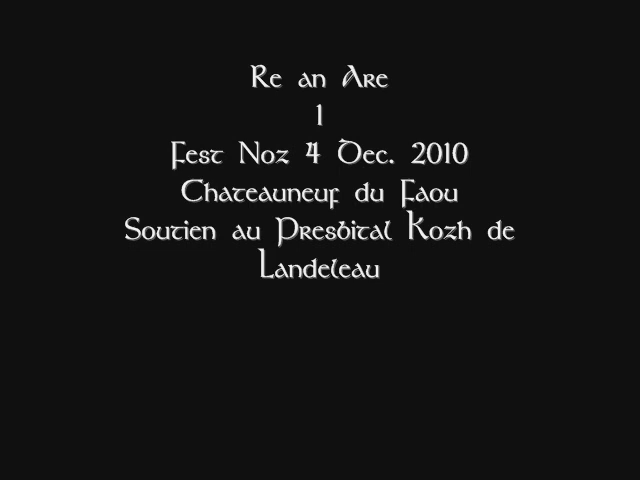 Re an Are
1
Fest Noz 4 Dec. 2010
Chateauneuf du Faou
Soutien au Presbital Kozh de
Landeleau